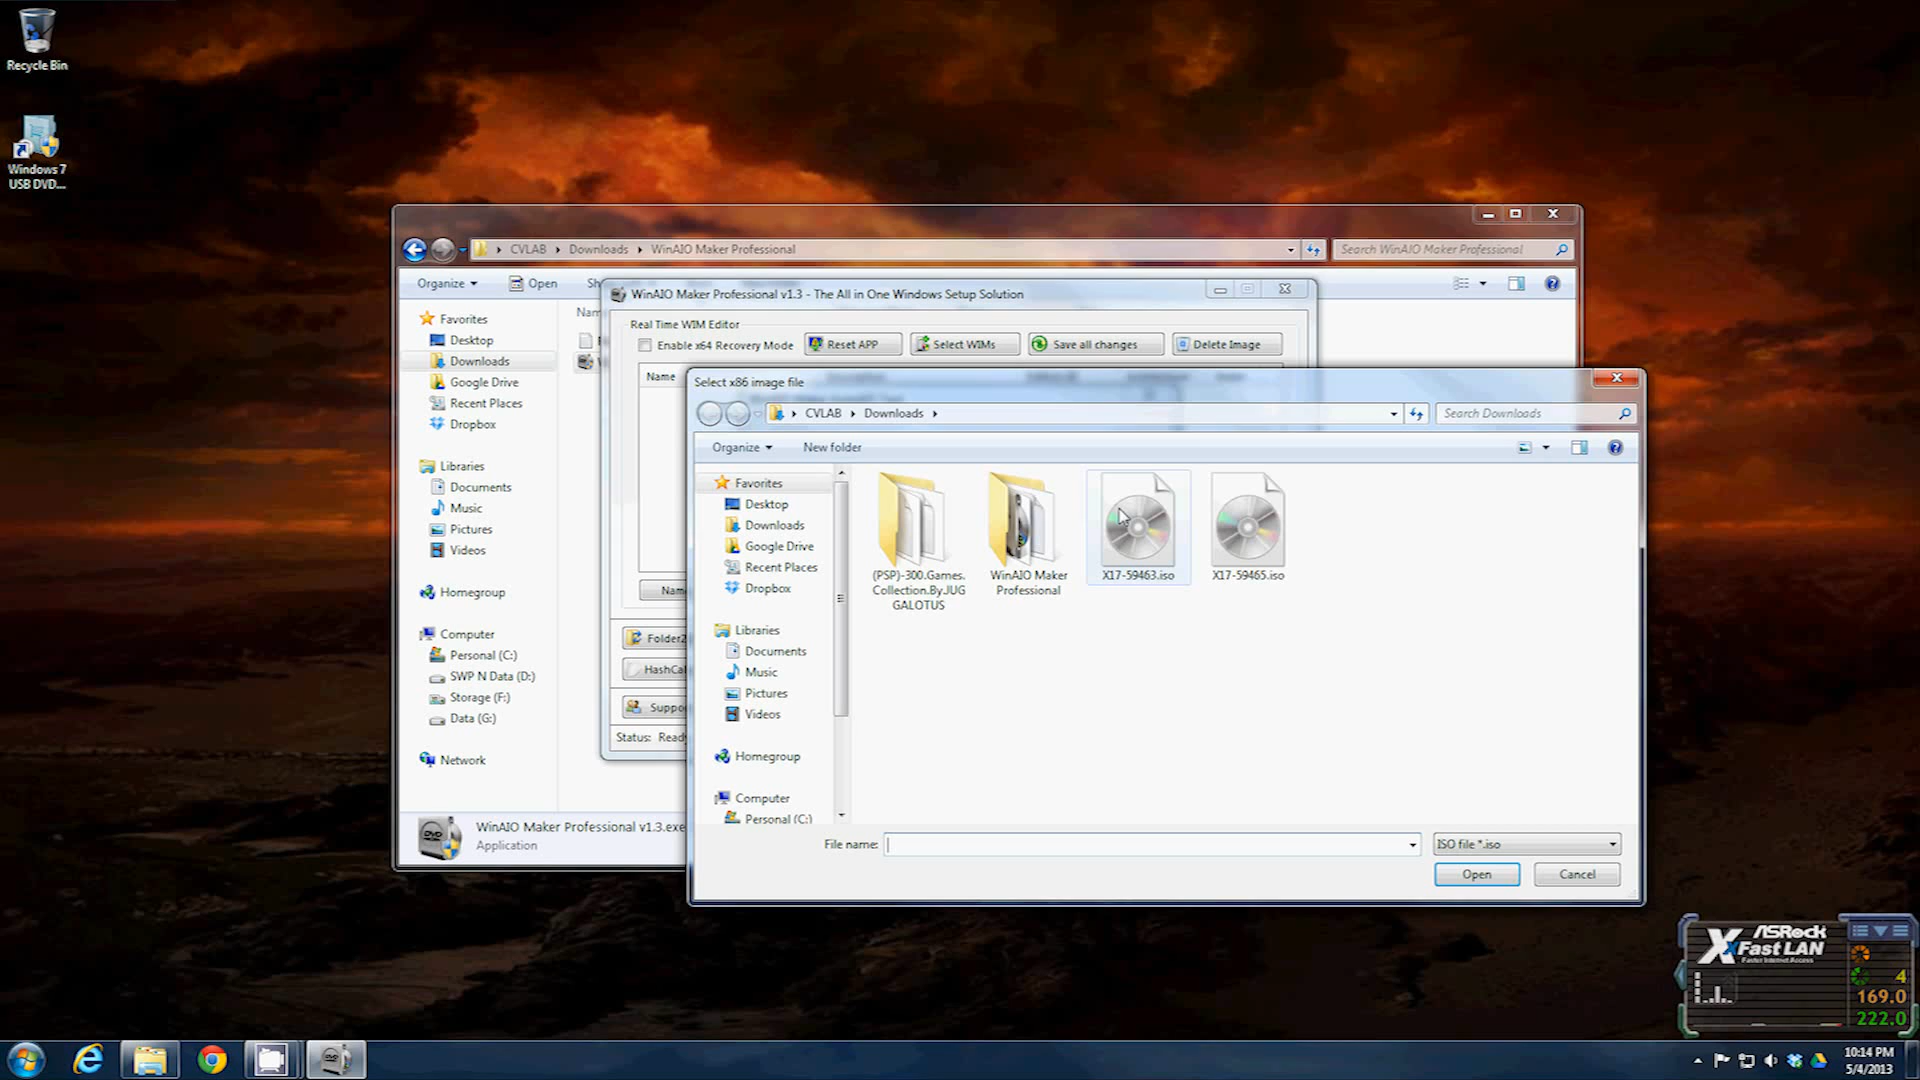 Recycle Bin
Windows 7
USB DVD...
CVLAB
Downloads
WinAIO Maker Professional
Search WinAIO Maker Professional
Organize
Open
Favorites
Desktop
Downloads
Google Drive
Recent Places
Dropbox
Libraries
Documents
Music
Pictures
Videos
Homegroup
Computer
Personal (C:)
SWP N Data (D:)
Storage (F:)
Data (G:)
Network
WinAIO Maker Professional v1.3.exe
Application
WinAIO Maker Professional v1.3 - The All in One Windows Setup Solution
Real Time WIM Editor
Enable x64 Recovery Mode
Reset APP
Select WIMs
Save all changes
Delete Image
Name
Status: Ready
Select x86 image file
CVLAB
Downloads
Search Downloads
Organize
New folder
Favorites
Desktop
Downloads
Google Drive
Recent Places
Dropbox
Libraries
Documents
Music
Pictures
Videos
Homegroup
Computer
Personal (C:)
(PSP)-300.Games.
Collection.By.JUG
GALOTUS
WinAIO Maker
Professional
X17-59463.iso
X17-59465.iso
File name:
ISO file *.iso
Open
Cancel
ASRock
XFast LAN
Faster Internet Access
4
169.0
222.0
10:14 PM
5/4/2013